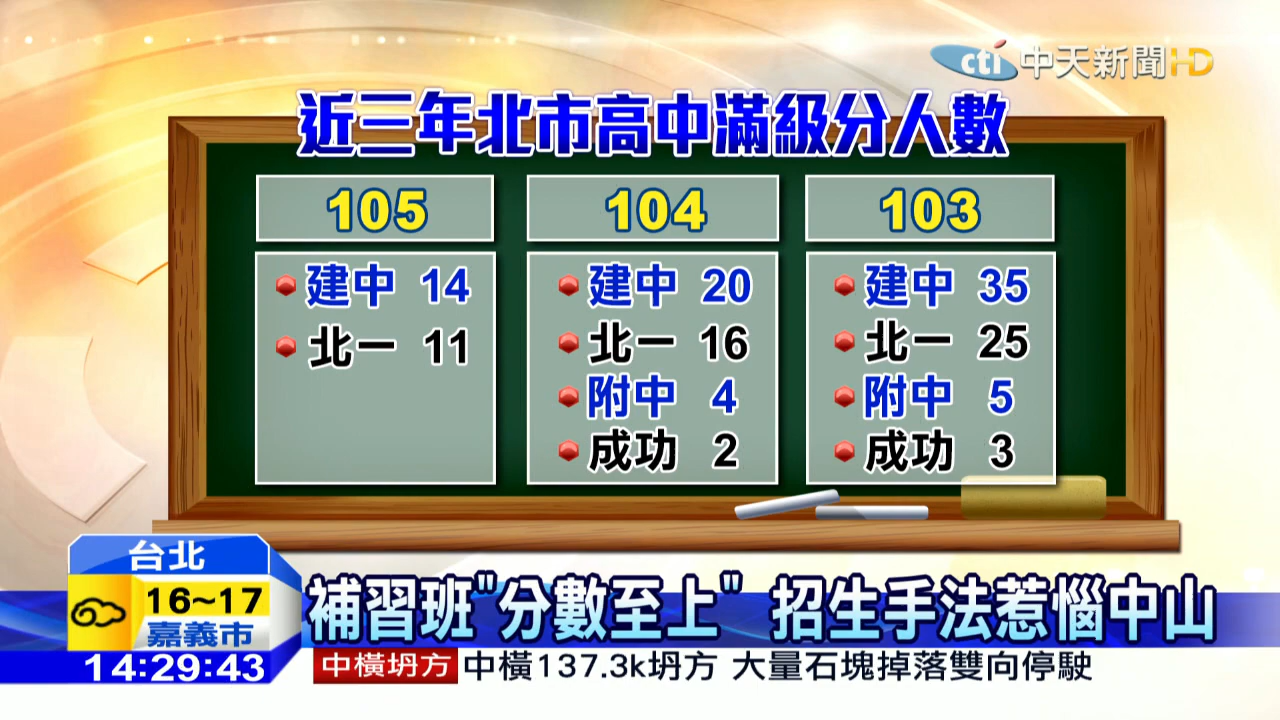 cti 中天新聞HD
近三年北市高中滿級分人數
105
建中 14
北一 11
104
建中 20
北一 16
附中 4
成功 2
103
建中 35
北一 25
附中 5
成功 3
台北
16~17
嘉義市
14:29:43
補習班"分數至上" 招生手法惹惱中山
中橫坍方 中橫137.3k坍方 大量石塊掉落雙向停駛